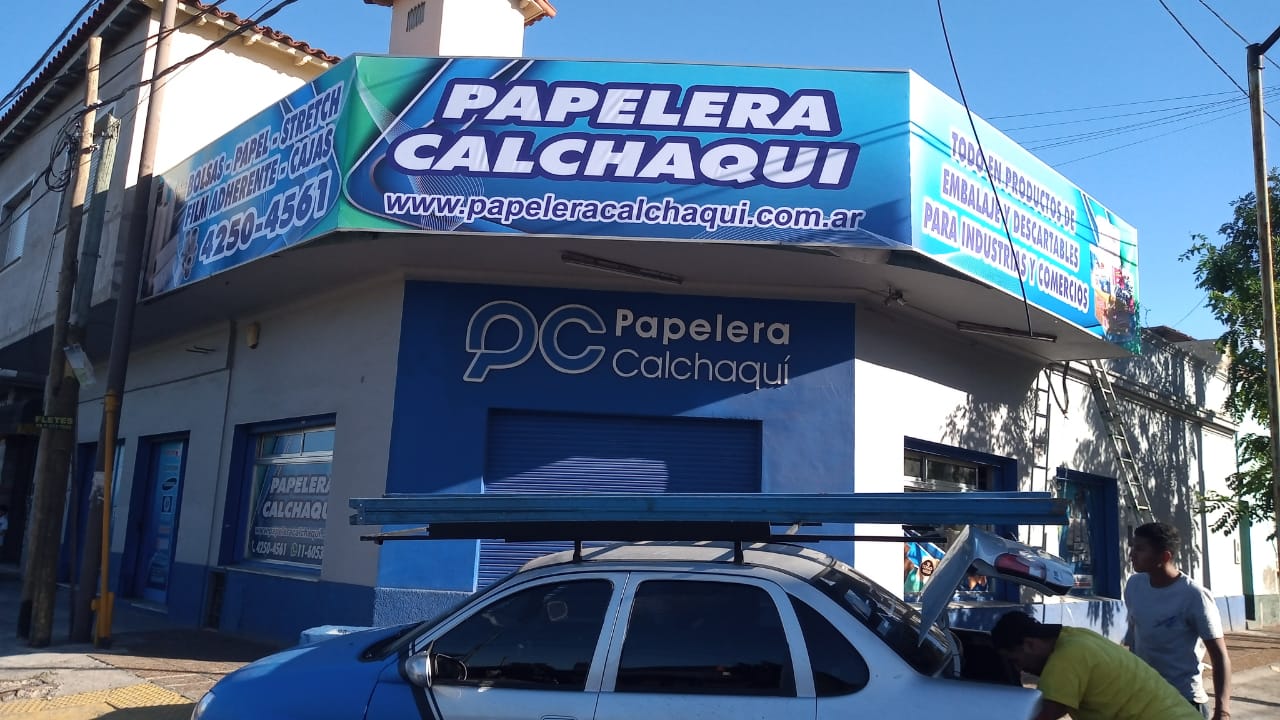 BOLSAS - PAPEL - STRETCH
FILM ADHERENTE - CAJAS
4250-4561
PAPELERA
CALCHAQUI
www.papeleracalchaqui.com.ar
TODO EN PRODUCTOS DE
EMBALAJE Y DESCARTABLES
PARA INDUSTRIAS Y COMERCIOS
PC Papelera
Calchaquí
FLETES
PAPELERA
CALCHAQUI
4250-4561